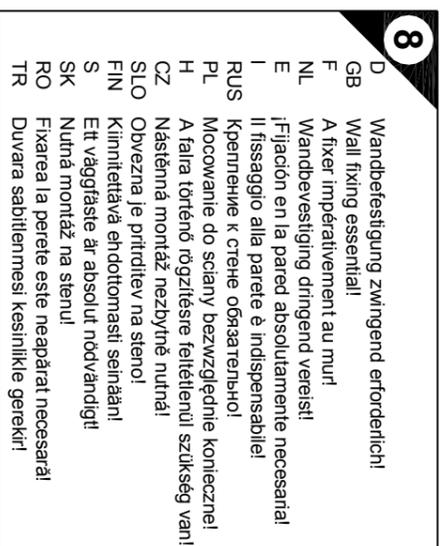 8
D Wandbefestigung zwingend erforderlich!
GB Wall fixing essential!
F A fixer impérativement au mur!
NL Wandbevestiging dringend vereist!
E ¡Fijación en la pared absolutamente necesaria!
I Il fissaggio alla parete è indispensabile!
RUS Крепление к стене обязательно!
PL Mocowanie do sciany bezwzględnie konieczne!
H A falra történő rögzítésre feltétlenül szükség van!
CZ Nástěnná montáž nezbytně nutná!
SLO Obvezna je pritrditev na steno!
FIN Kiinnitettävä ehdottomasti seinään!
S Ett väggfäste är absolut nödvändigt!
SK Nutná montáž na stenu!
RO Fixarea la perete este neapărat necesară!
TR Duvara sabitlenmesi kesinlikle gerekir!